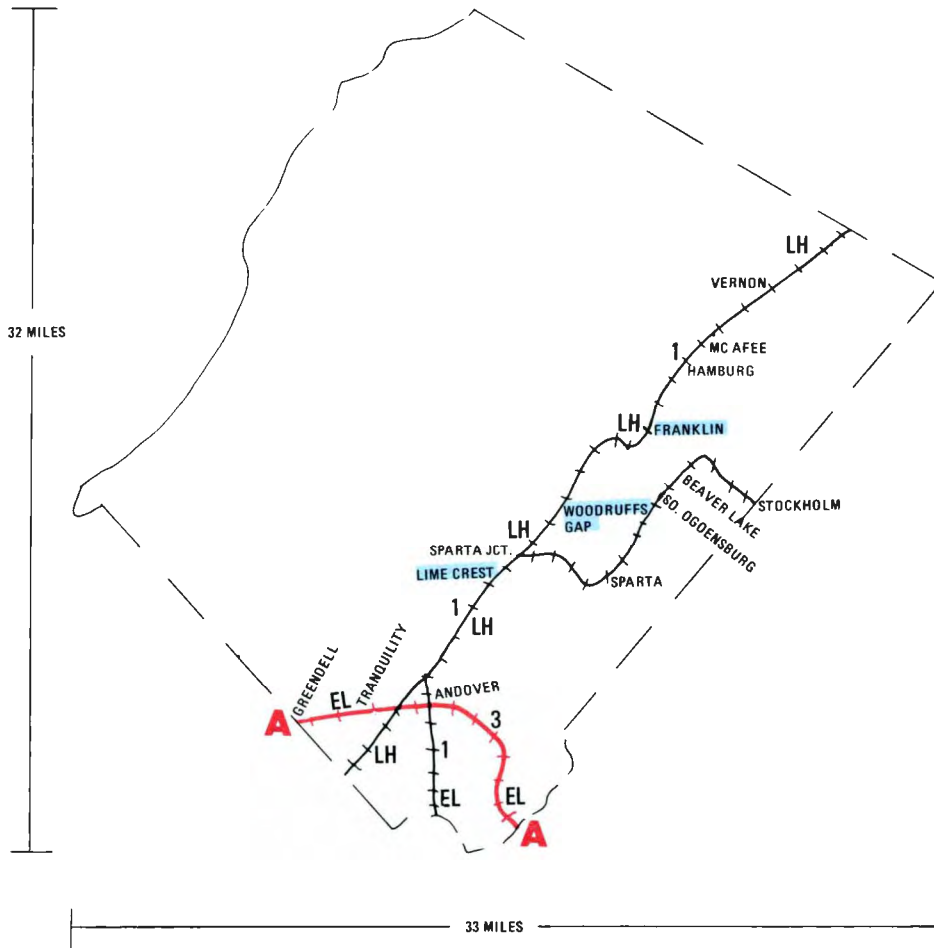 LH
VERNON
32 MILES
1
MC AFEE
HAMBURG
LH
FRANKLIN
BEAVER LAKE
STOCKHOLM
WOODRUFFS
GAP
SO. OGDENSBURG
LH
SPARTA JCT.
LIME CREST
SPARTA
1
LH
GREENDELL
TRANQUILITY
EL
ANDOVER
A
3
LH
1
EL
EL
A
33 MILES